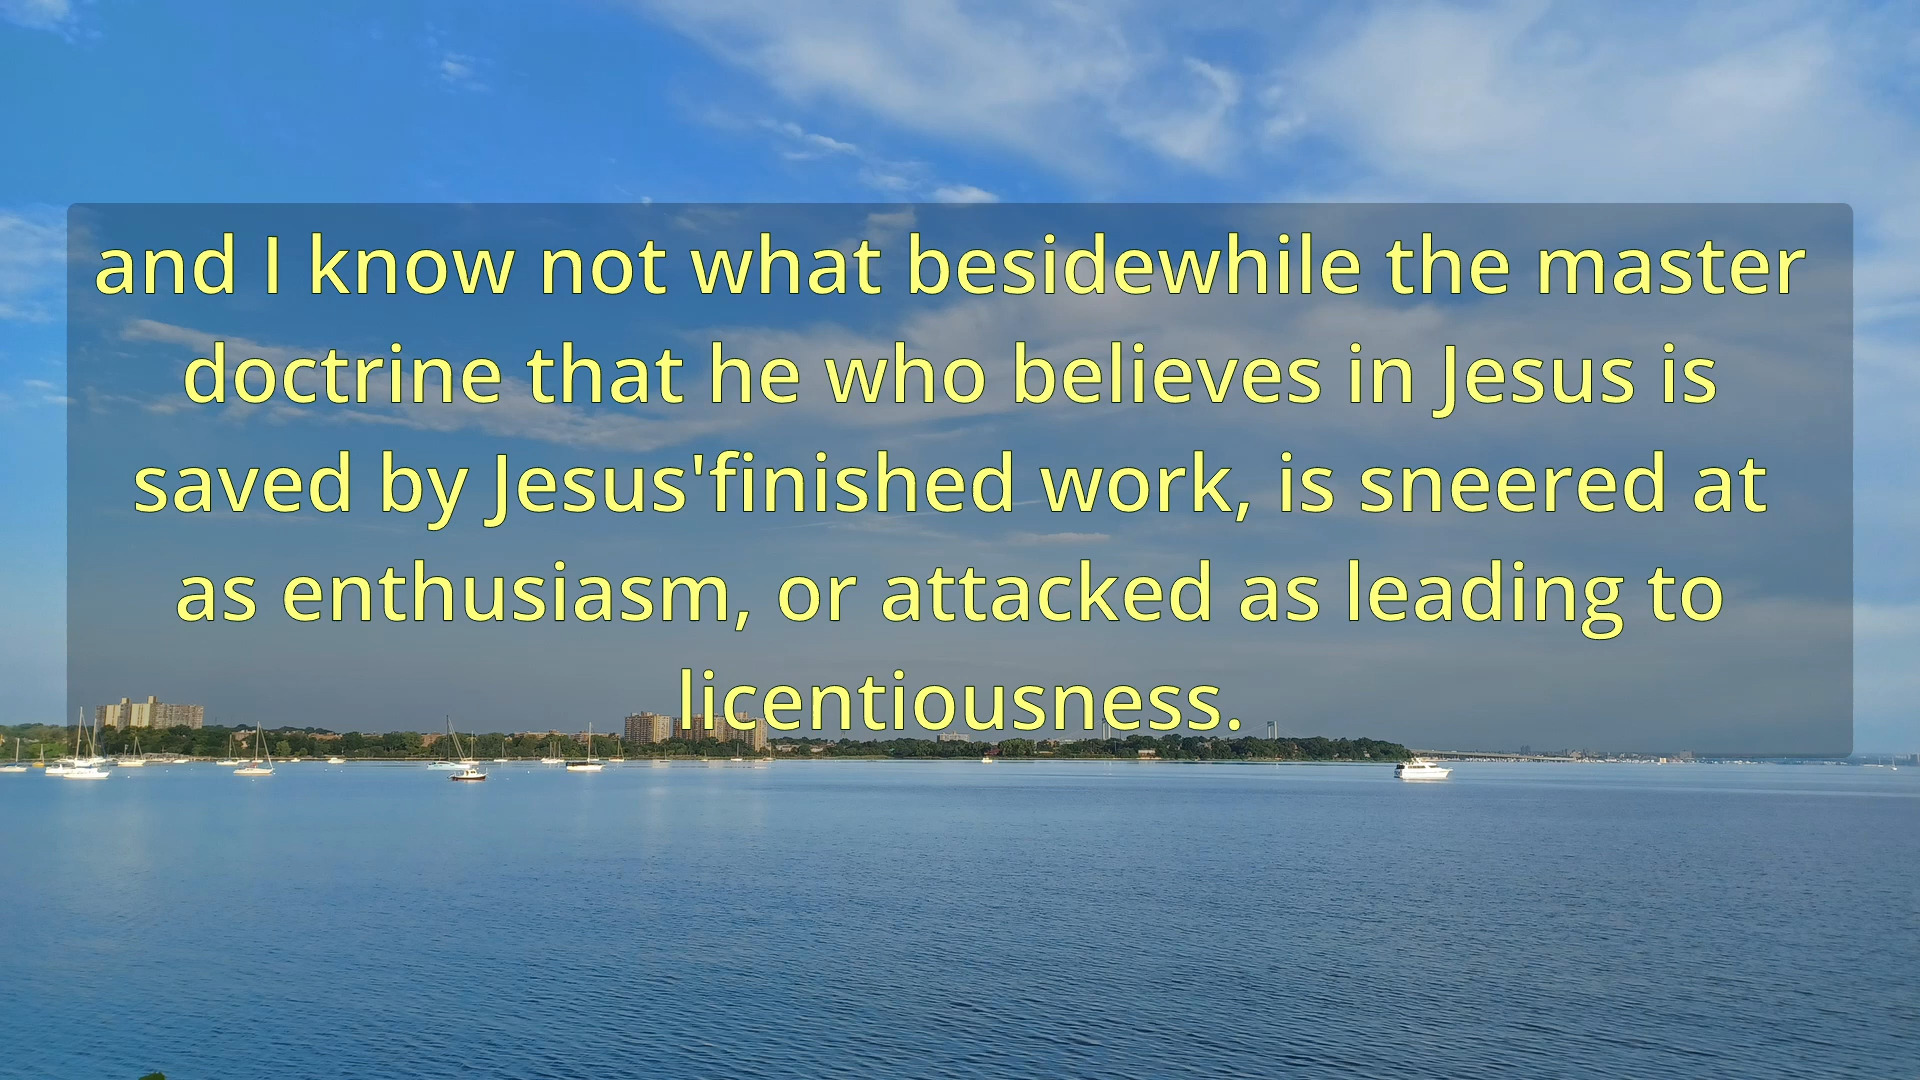 and I know not what besidewhile the master
doctrine that he who believes in Jesus is
saved by Jesus'finished work, is sneered at
as enthusiasm, or attacked as leading to
licentiousness.